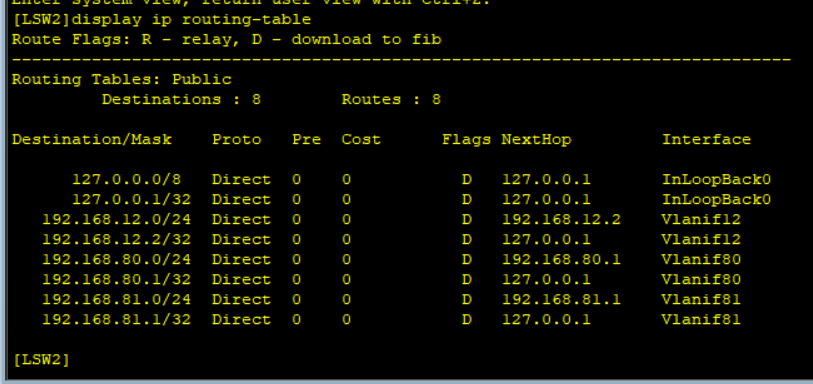 Enter system view, return user view with Ctrl+Z.
[LSW2]display ip routing-table
Route Flags: R - relay, D - download to fib
------------------------------------------------------------------------------
Routing Tables: Public
         Destinations : 8        Routes : 8
Destination/Mask    Proto   Pre  Cost      Flags NextHop         Interface
      127.0.0.0/8   Direct  0    0           D   127.0.0.1       InLoopBack0
      127.0.0.1/32  Direct  0    0           D   127.0.0.1       InLoopBack0
   192.168.12.0/24  Direct  0    0           D   192.168.12.2    Vlanif12
   192.168.12.2/32  Direct  0    0           D   127.0.0.1       Vlanif12
   192.168.80.0/24  Direct  0    0           D   192.168.80.1    Vlanif80
   192.168.80.1/32  Direct  0    0           D   127.0.0.1       Vlanif80
   192.168.81.0/24  Direct  0    0           D   192.168.81.1    Vlanif81
   192.168.81.1/32  Direct  0    0           D   127.0.0.1       Vlanif81
[LSW2]